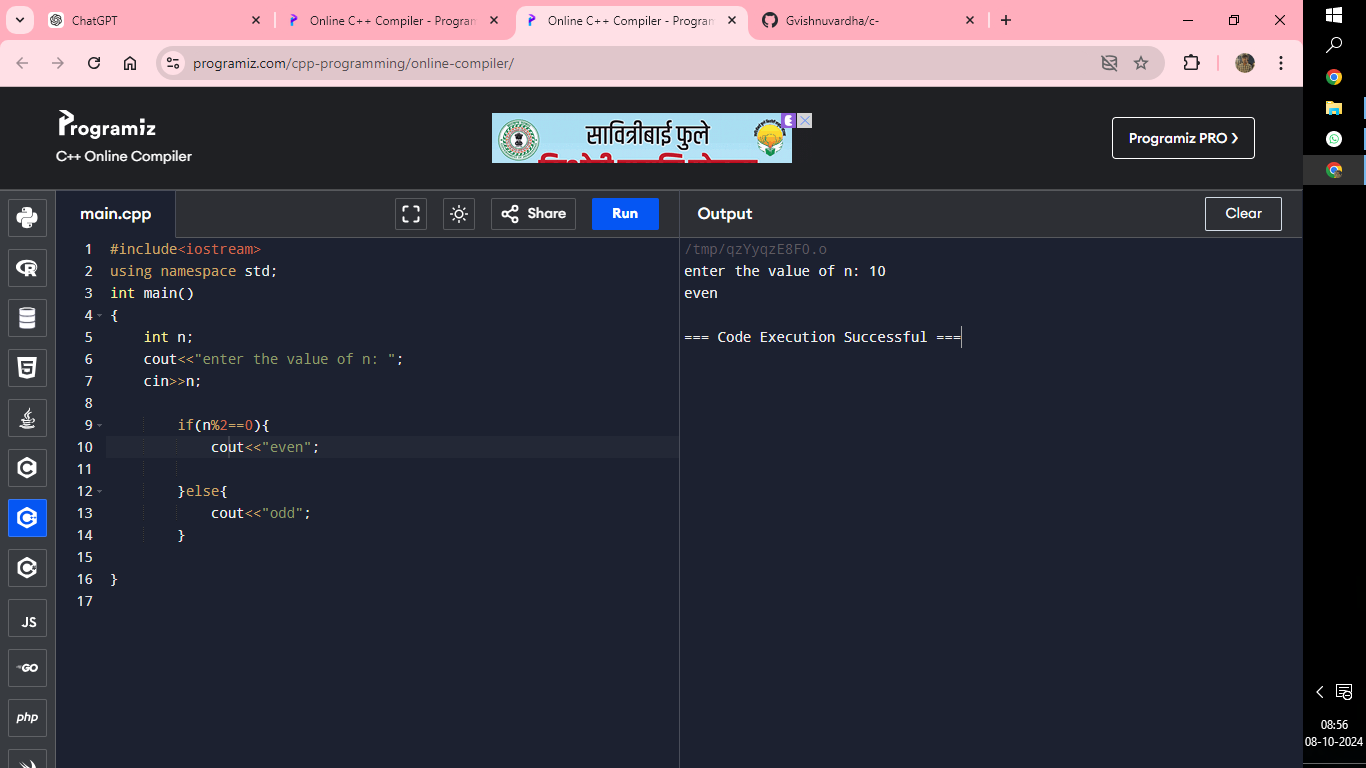 ChatGPT
Online C++ Compiler - Program
Online C++ Compiler - Program
Gvishnuvardha/c-
programiz.com/cpp-programming/online-compiler/
Programiz
C++ Online Compiler
सावित्रीबाई फुले
Programiz PRO ❯
main.cpp
Share
Run
Output
Clear
1 #include<iostream>
2 using namespace std;
3 int main()
4 {
5 int n;
6 cout<<"enter the value of n: ";
7 cin>>n;
8
9 if(n%2==0){
10 cout<<"even";
11
12 }else{
13 cout<<"odd";
14 }
15
16 }
17
/tmp/qzYyqzE8FO.o
enter the value of n: 10
even
=== Code Execution Successful ===
JS
GO
php
08:56
08-10-2024